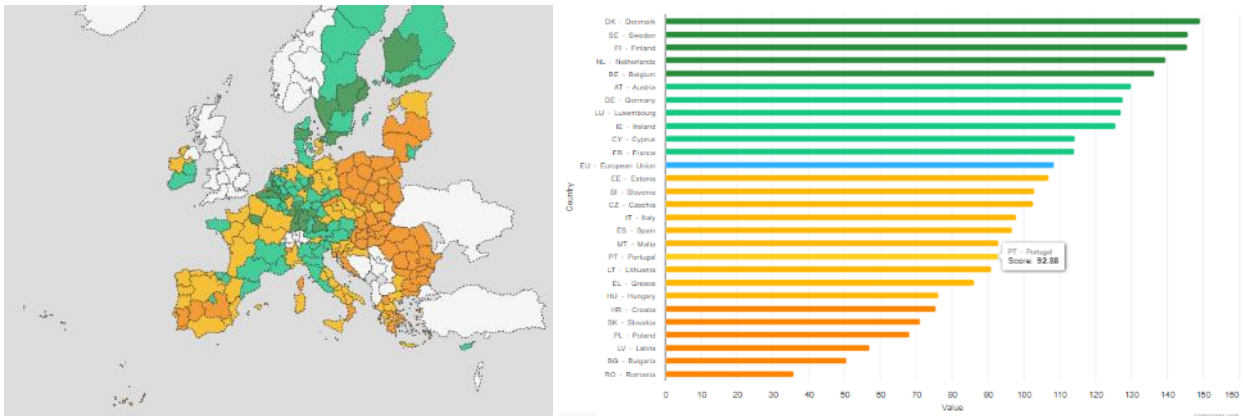 DK - Denmark
SE - Sweden
FI - Finland
NL - Netherlands
BE - Belgium
AT - Austria
DE - Germany
LU - Luxembourg
IE - Ireland
CY - Cyprus
FR - France
EU - European Union
EE - Estonia
SI - Slovenia
CZ - Czechia
IT - Italy
ES - Spain
MT - Malta
PT - Portugal
LT - Lithuania
EL - Greece
HU - Hungary
HR - Croatia
SK - Slovakia
PL - Poland
LV - Latvia
BG - Bulgaria
RO - Romania
Country
PT - Portugal
Score: 92.88
0 10 20 30 40 50 60 70 80 90 100 110 120 130 140 150 160
Value